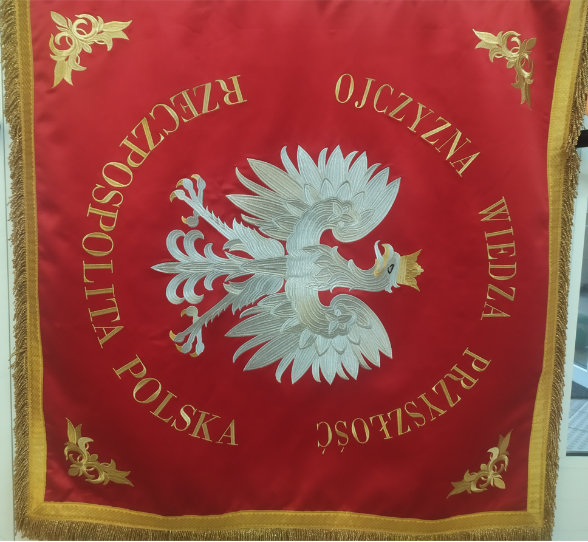 OJCZYZNA WIEDZA PRZYSZŁOŚĆ
RZECZPOSPOLITA POLSKA